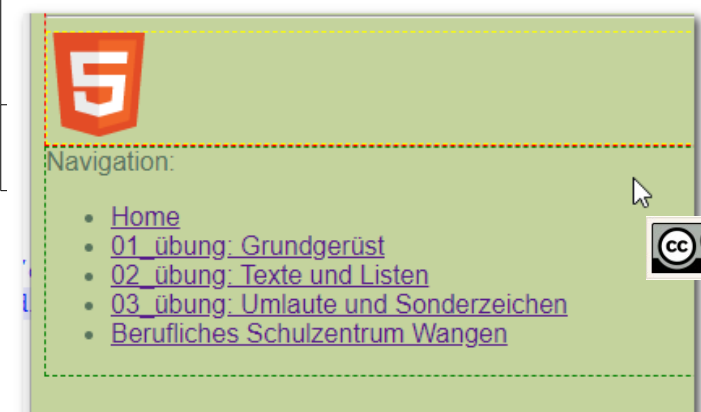 5
Navigation:
Home
01_übung: Grundgerüst
02_übung: Texte und Listen
03_übung: Umlaute und Sonderzeichen
Berufliches Schulzentrum Wangen
cc